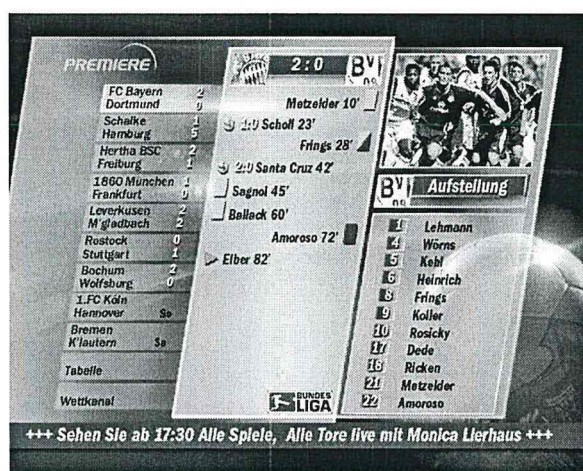 PREMIERE
FC Bayern 2
Dortmund 0
Schalke 1
Hamburg 5
Hertha BSC 2
Freiburg 1
1860 München 1
Frankfurt 0
Leverkusen 2
M'gladbach 2
Rostock 0
Stuttgart 1
Bochum 2
Wolfsburg 0
1.FC Köln
Hannover So
Bremen
K'lautern Sa
Tabelle
Wettkanal
2:0
BVB
09
Metzelder 10'
1:0 Scholl 23'
Frings 28'
2:0 Santa Cruz 42'
Sagnol 45'
Ballack 60'
Amoroso 72'
Elber 82'
BUNDES
LIGA
BVB
09
Aufstellung
1 Lehmann
4 Wörns
5 Kehl
6 Heinrich
8 Frings
9 Koller
10 Rosicky
17 Dede
18 Ricken
21 Metzelder
22 Amoroso
+++ Sehen Sie ab 17:30 Alle Spiele, Alle Tore live mit Monica Lierhaus +++